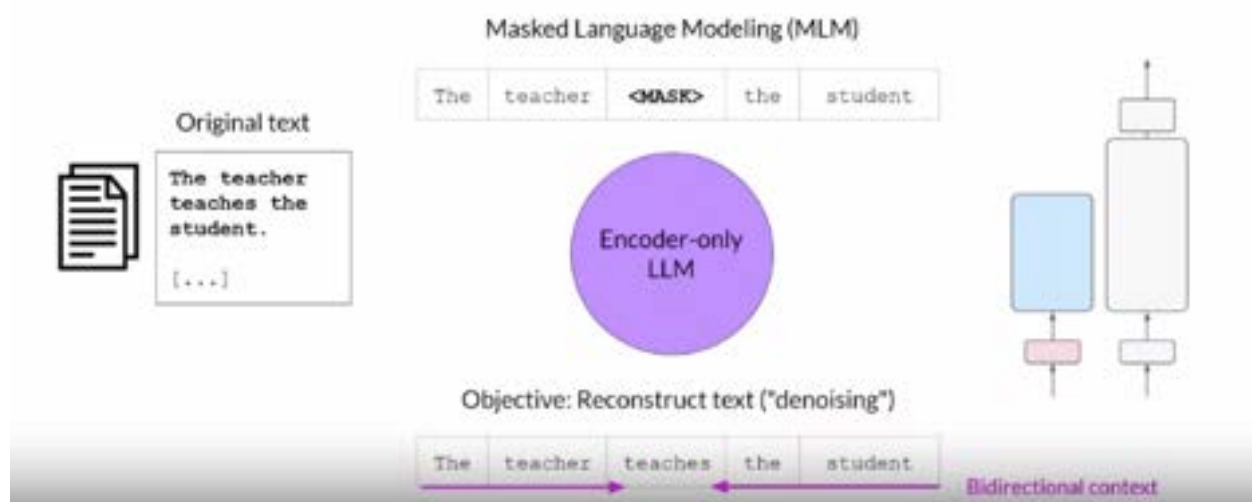 Masked Language Modeling (MLM)
The teacher <MASK> the student
Original text
The teacher
teaches the
student.
[...]
Encoder-only
LLM
Objective: Reconstruct text ("denoising")
The teacher teaches the student
Bidirectional context